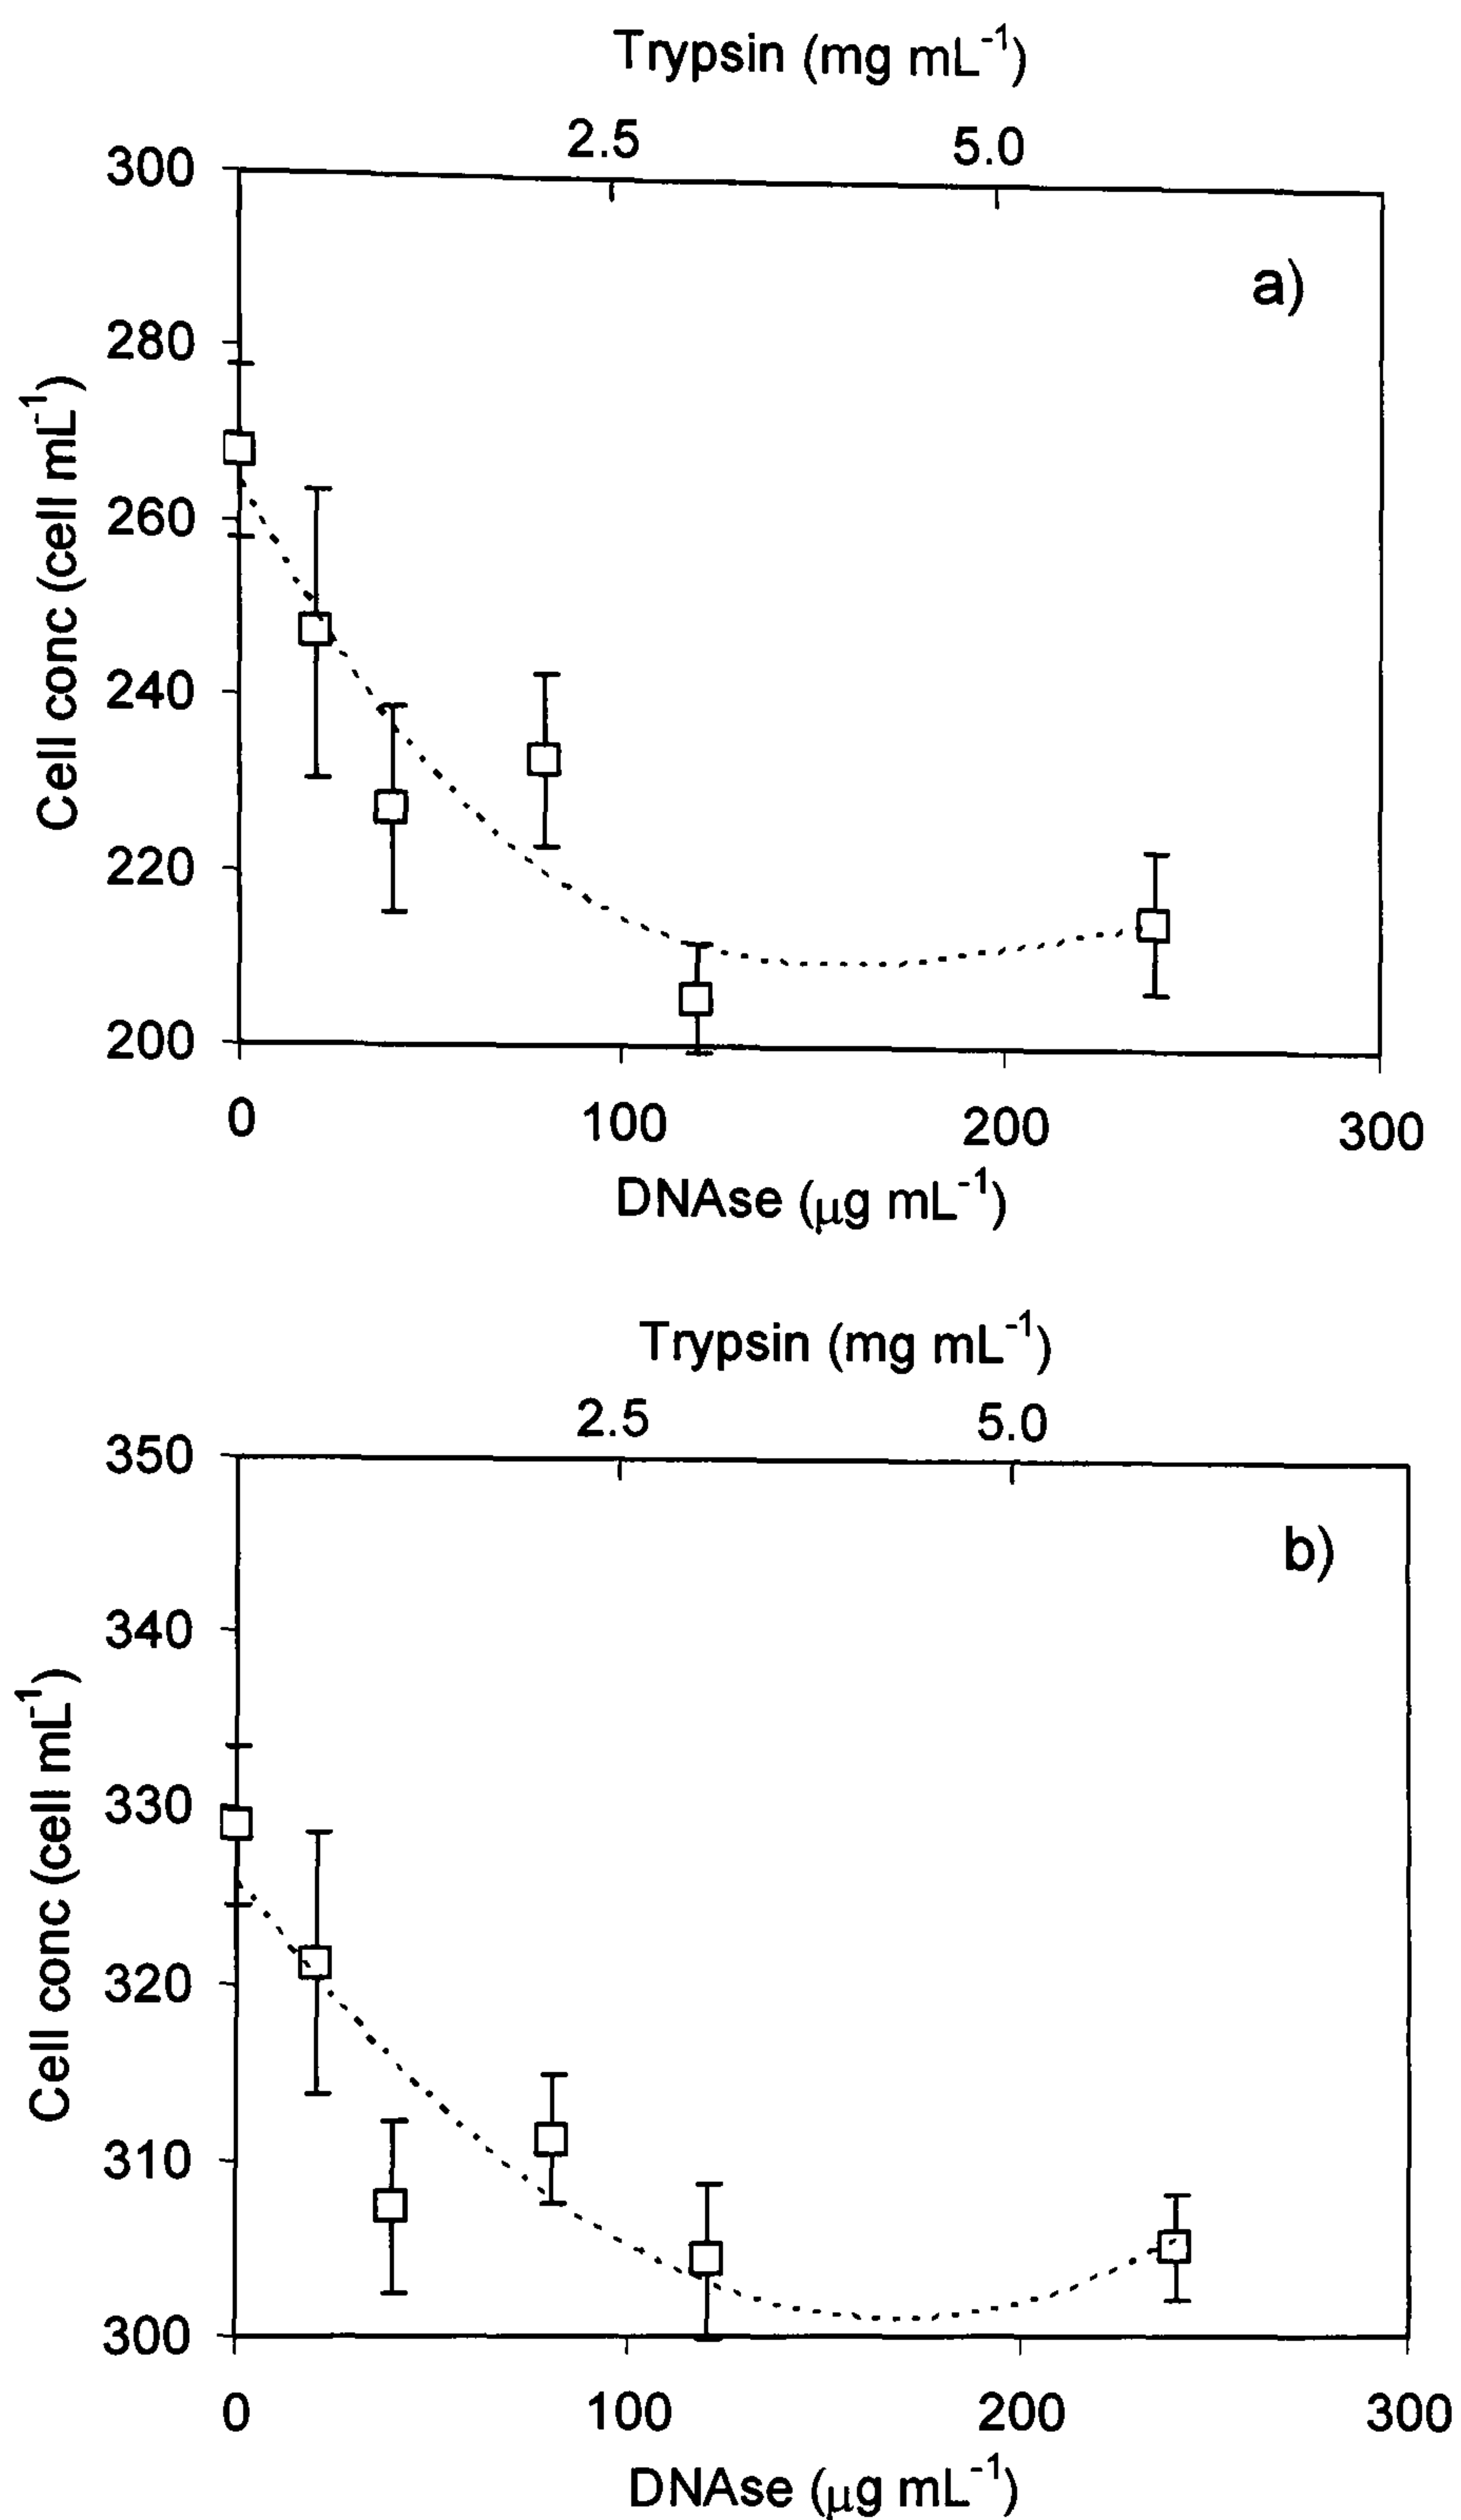 Trypsin (mg mL-1)
2.5 5.0
300
a)
280
260
240
220
200
Cell conc (cell mL-1)
0 100 200 300
DNAse (µg mL-1)
Trypsin (mg mL-1)
2.5 5.0
350
b)
340
330
320
310
300
Cell conc (cell mL-1)
0 100 200 300
DNAse (µg mL-1)